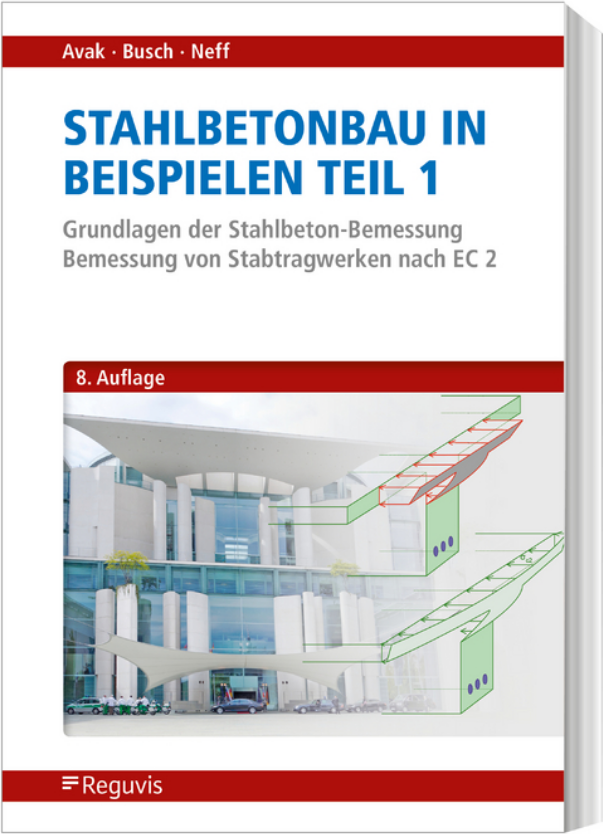 Avak · Busch · Neff
STAHLBETONBAU IN
BEISPIELEN TEIL 1
Grundlagen der Stahlbeton-Bemessung
Bemessung von Stabtragwerken nach EC 2
8. Auflage
Reguvis